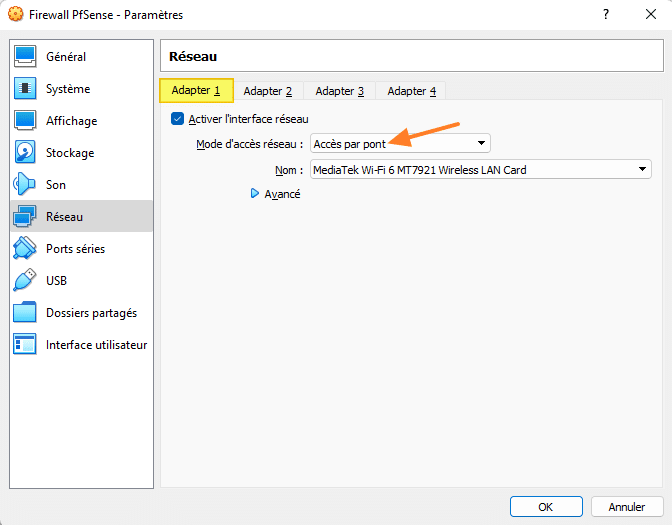 Firewall PfSense - Paramètres
?
Général
Système
Affichage
Stockage
Son
Réseau
Ports séries
USB
Dossiers partagés
Interface utilisateur
Réseau
Adapter 1
Adapter 2
Adapter 3
Adapter 4
Activer l'interface réseau
Mode d'accès réseau :
Accès par pont
Nom :
MediaTek Wi-Fi 6 MT7921 Wireless LAN Card
Avancé
OK
Annuler